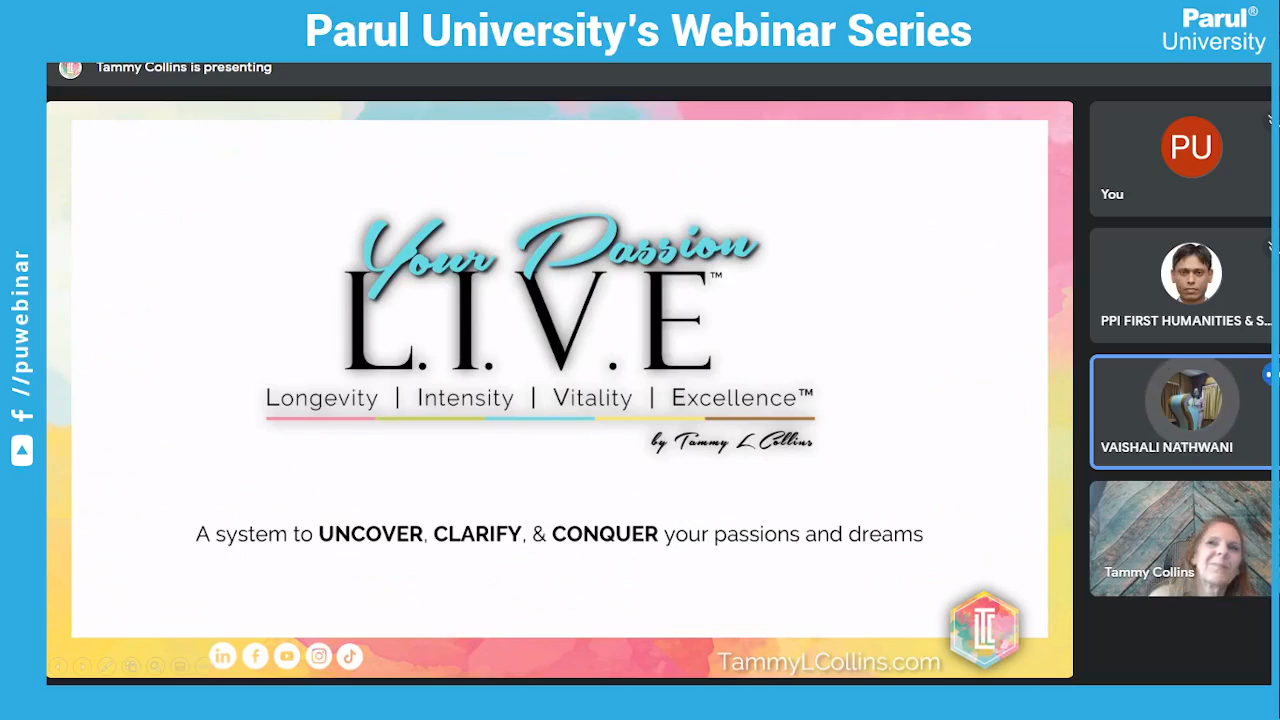 Parul University's Webinar Series
Parul®
University
Tammy Collins is presenting
//puwebinar
Your Passion
L.I.V.E™
Longevity | Intensity | Vitality | Excellence™
by Tammy L Collins
A system to UNCOVER, CLARIFY, & CONQUER your passions and dreams
TammyLCollins.com
TLC
PU
You
PPI FIRST HUMANITIES & S...
VAISHALI NATHWANI
Tammy Collins